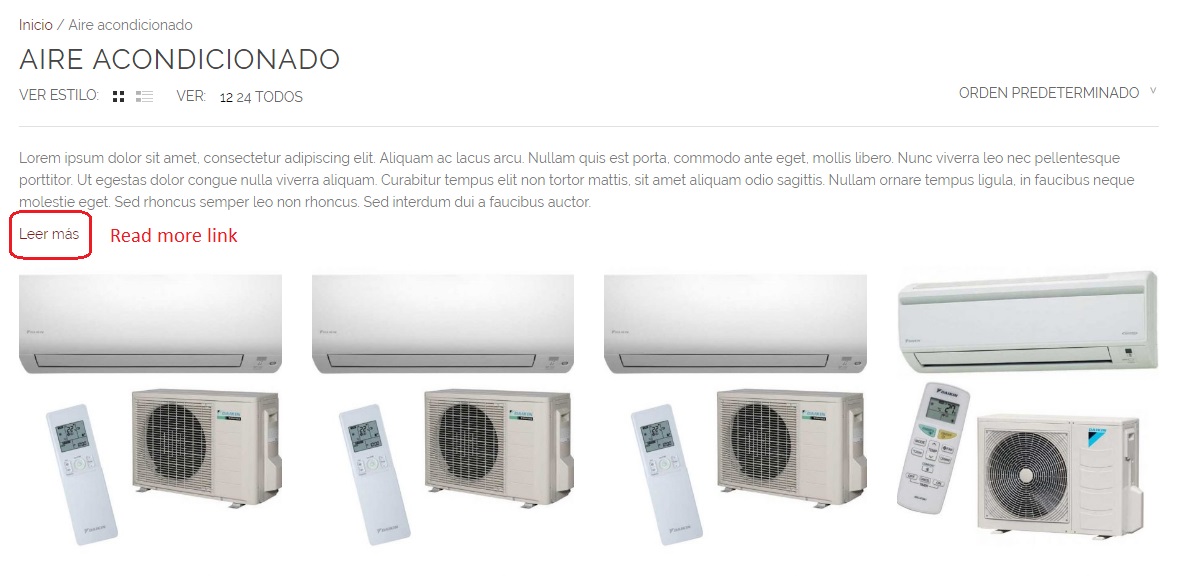 Inicio / Aire acondicionado
AIRE ACONDICIONADO
VER ESTILO: VER: 12 24 TODOS ORDEN PREDETERMINADO
Lorem ipsum dolor sit amet, consectetur adipiscing elit. Aliquam ac lacus arcu. Nullam quis est porta, commodo ante eget, mollis libero. Nunc viverra leo nec pellentesque
porttitor. Ut egestas dolor congue nulla viverra aliquam. Curabitur tempus elit non tortor mattis, sit amet aliquam odio sagittis. Nullam ornare tempus ligula, in faucibus neque
molestie eget. Sed rhoncus semper leo non rhoncus. Sed interdum dui a faucibus auctor.
Leer más Read more link
DAIKIN
DAIKIN
DAIKIN
DAIKIN